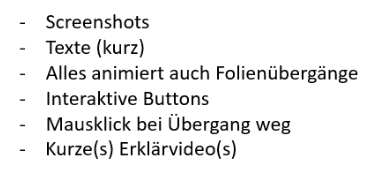 - Screenshots
- Texte (kurz)
- Alles animiert auch Folienübergänge
- Interaktive Buttons
- Mausklick bei Übergang weg
- Kurze(s) Erklärvideo(s)